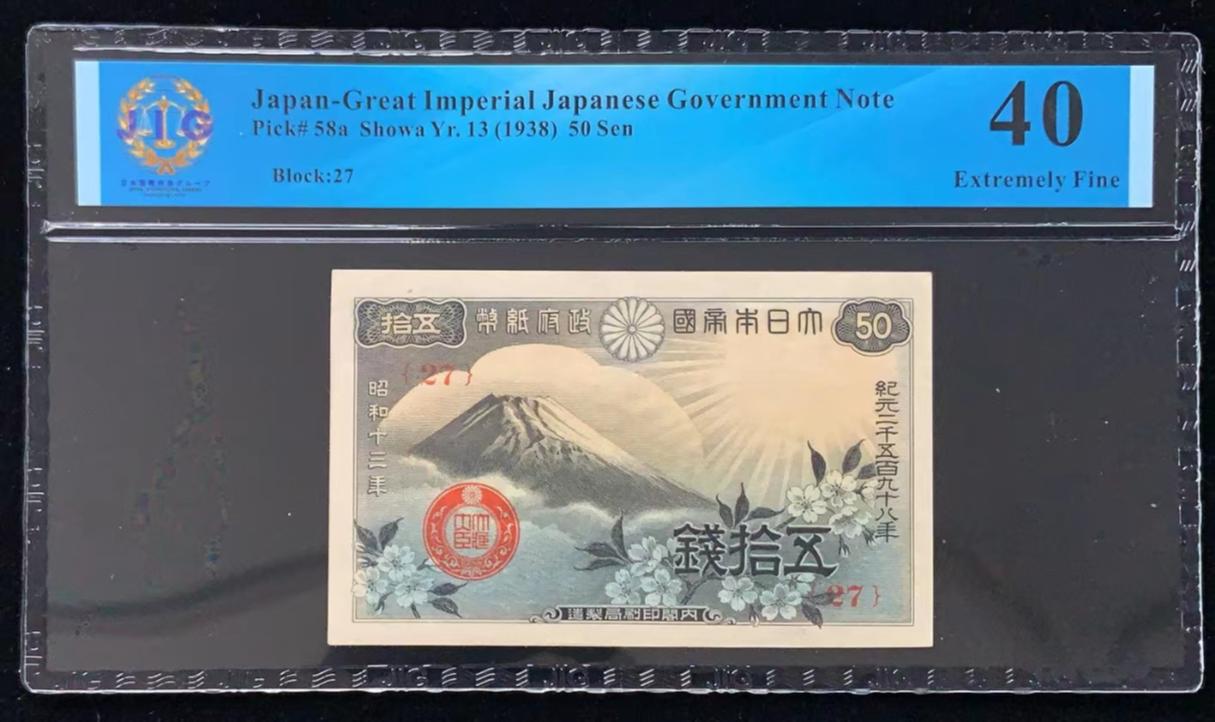 Japan-Great Imperial Japanese Government Note
Pick# 58a Showa Yr. 13 (1938) 50 Sen
Block:27
40
Extremely Fine
JIG
拾五
幣紙府政
國帝本日大
50
{27}
昭和十三年
紀元二千五百九十八年
錢拾五
{27}
造製局刷印閣内